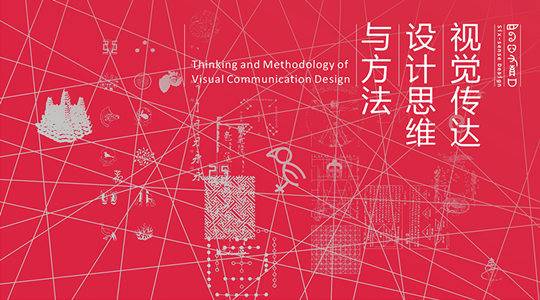 视觉传达
设计思维
与方法
Thinking and Methodology of
Visual Communication Design
Six-sense Design